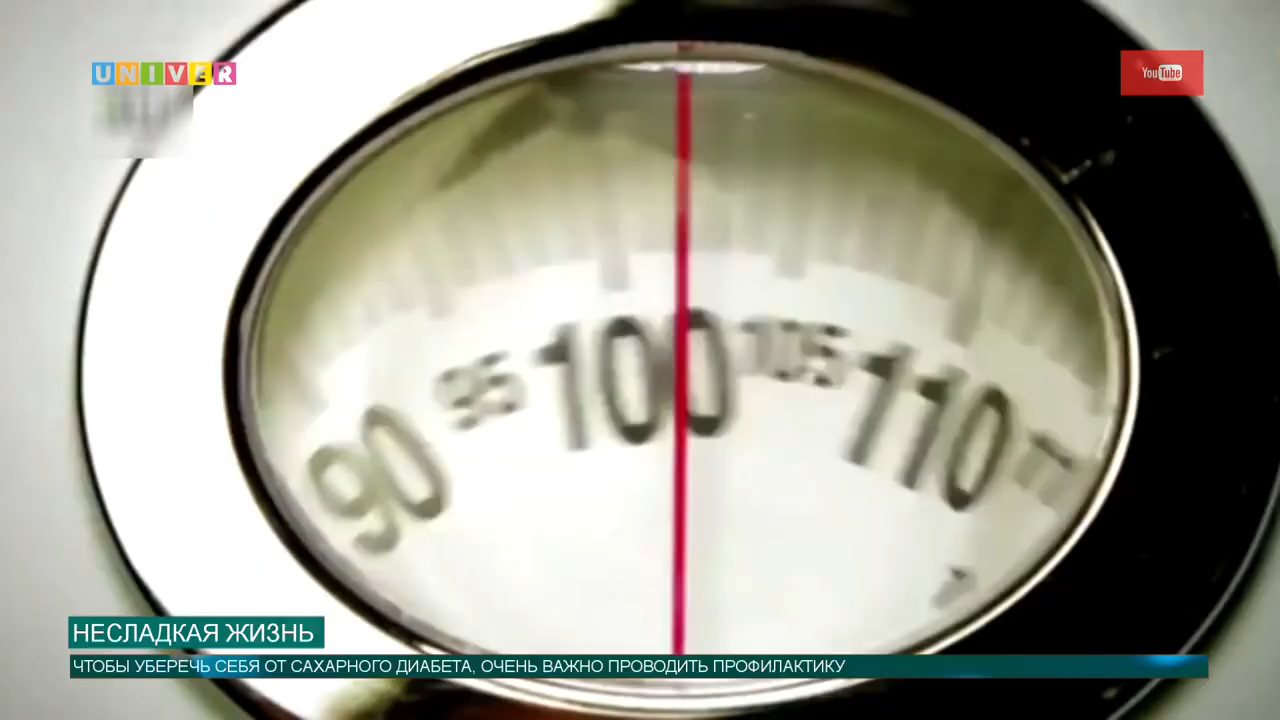 UNIVER
YouTube
90 95 100 105 110
НЕСЛАДКАЯ ЖИЗНЬ
ЧТОБЫ УБЕРЕЧЬ СЕБЯ ОТ САХАРНОГО ДИАБЕТА, ОЧЕНЬ ВАЖНО ПРОВОДИТЬ ПРОФИЛАКТИКУ